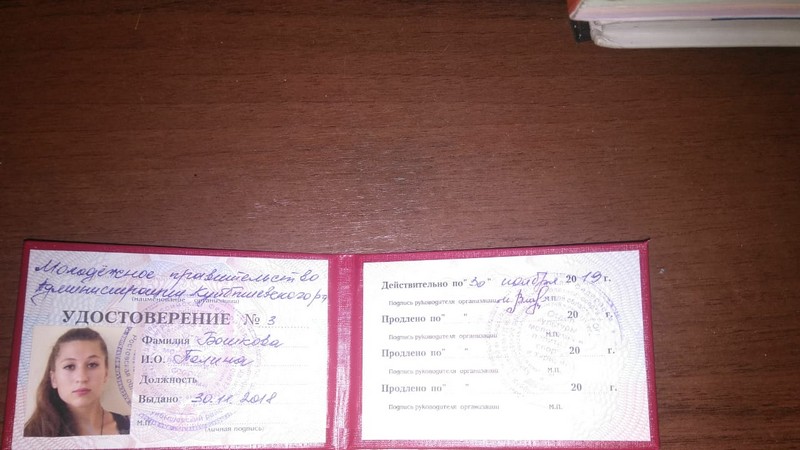 Молодёжное правительство
Администрации Куйбышевского р-
(наименование организации)
УДОСТОВЕРЕНИЕ № 3
Фамилия Бошкова
И.О. Полина
Должность
Выдано 30.11.2018
М.П.
(личная подпись)
Действительно по "30" ноября 2019 г.
Подпись руководителя организации
М.П.
Продлено по " " 20 г.
Подпись руководителя организации
М.П.
Продлено по " " 20 г.
Подпись руководителя организации
М.П.
Продлено по " " 20 г.
Подпись руководителя организации
М.П.